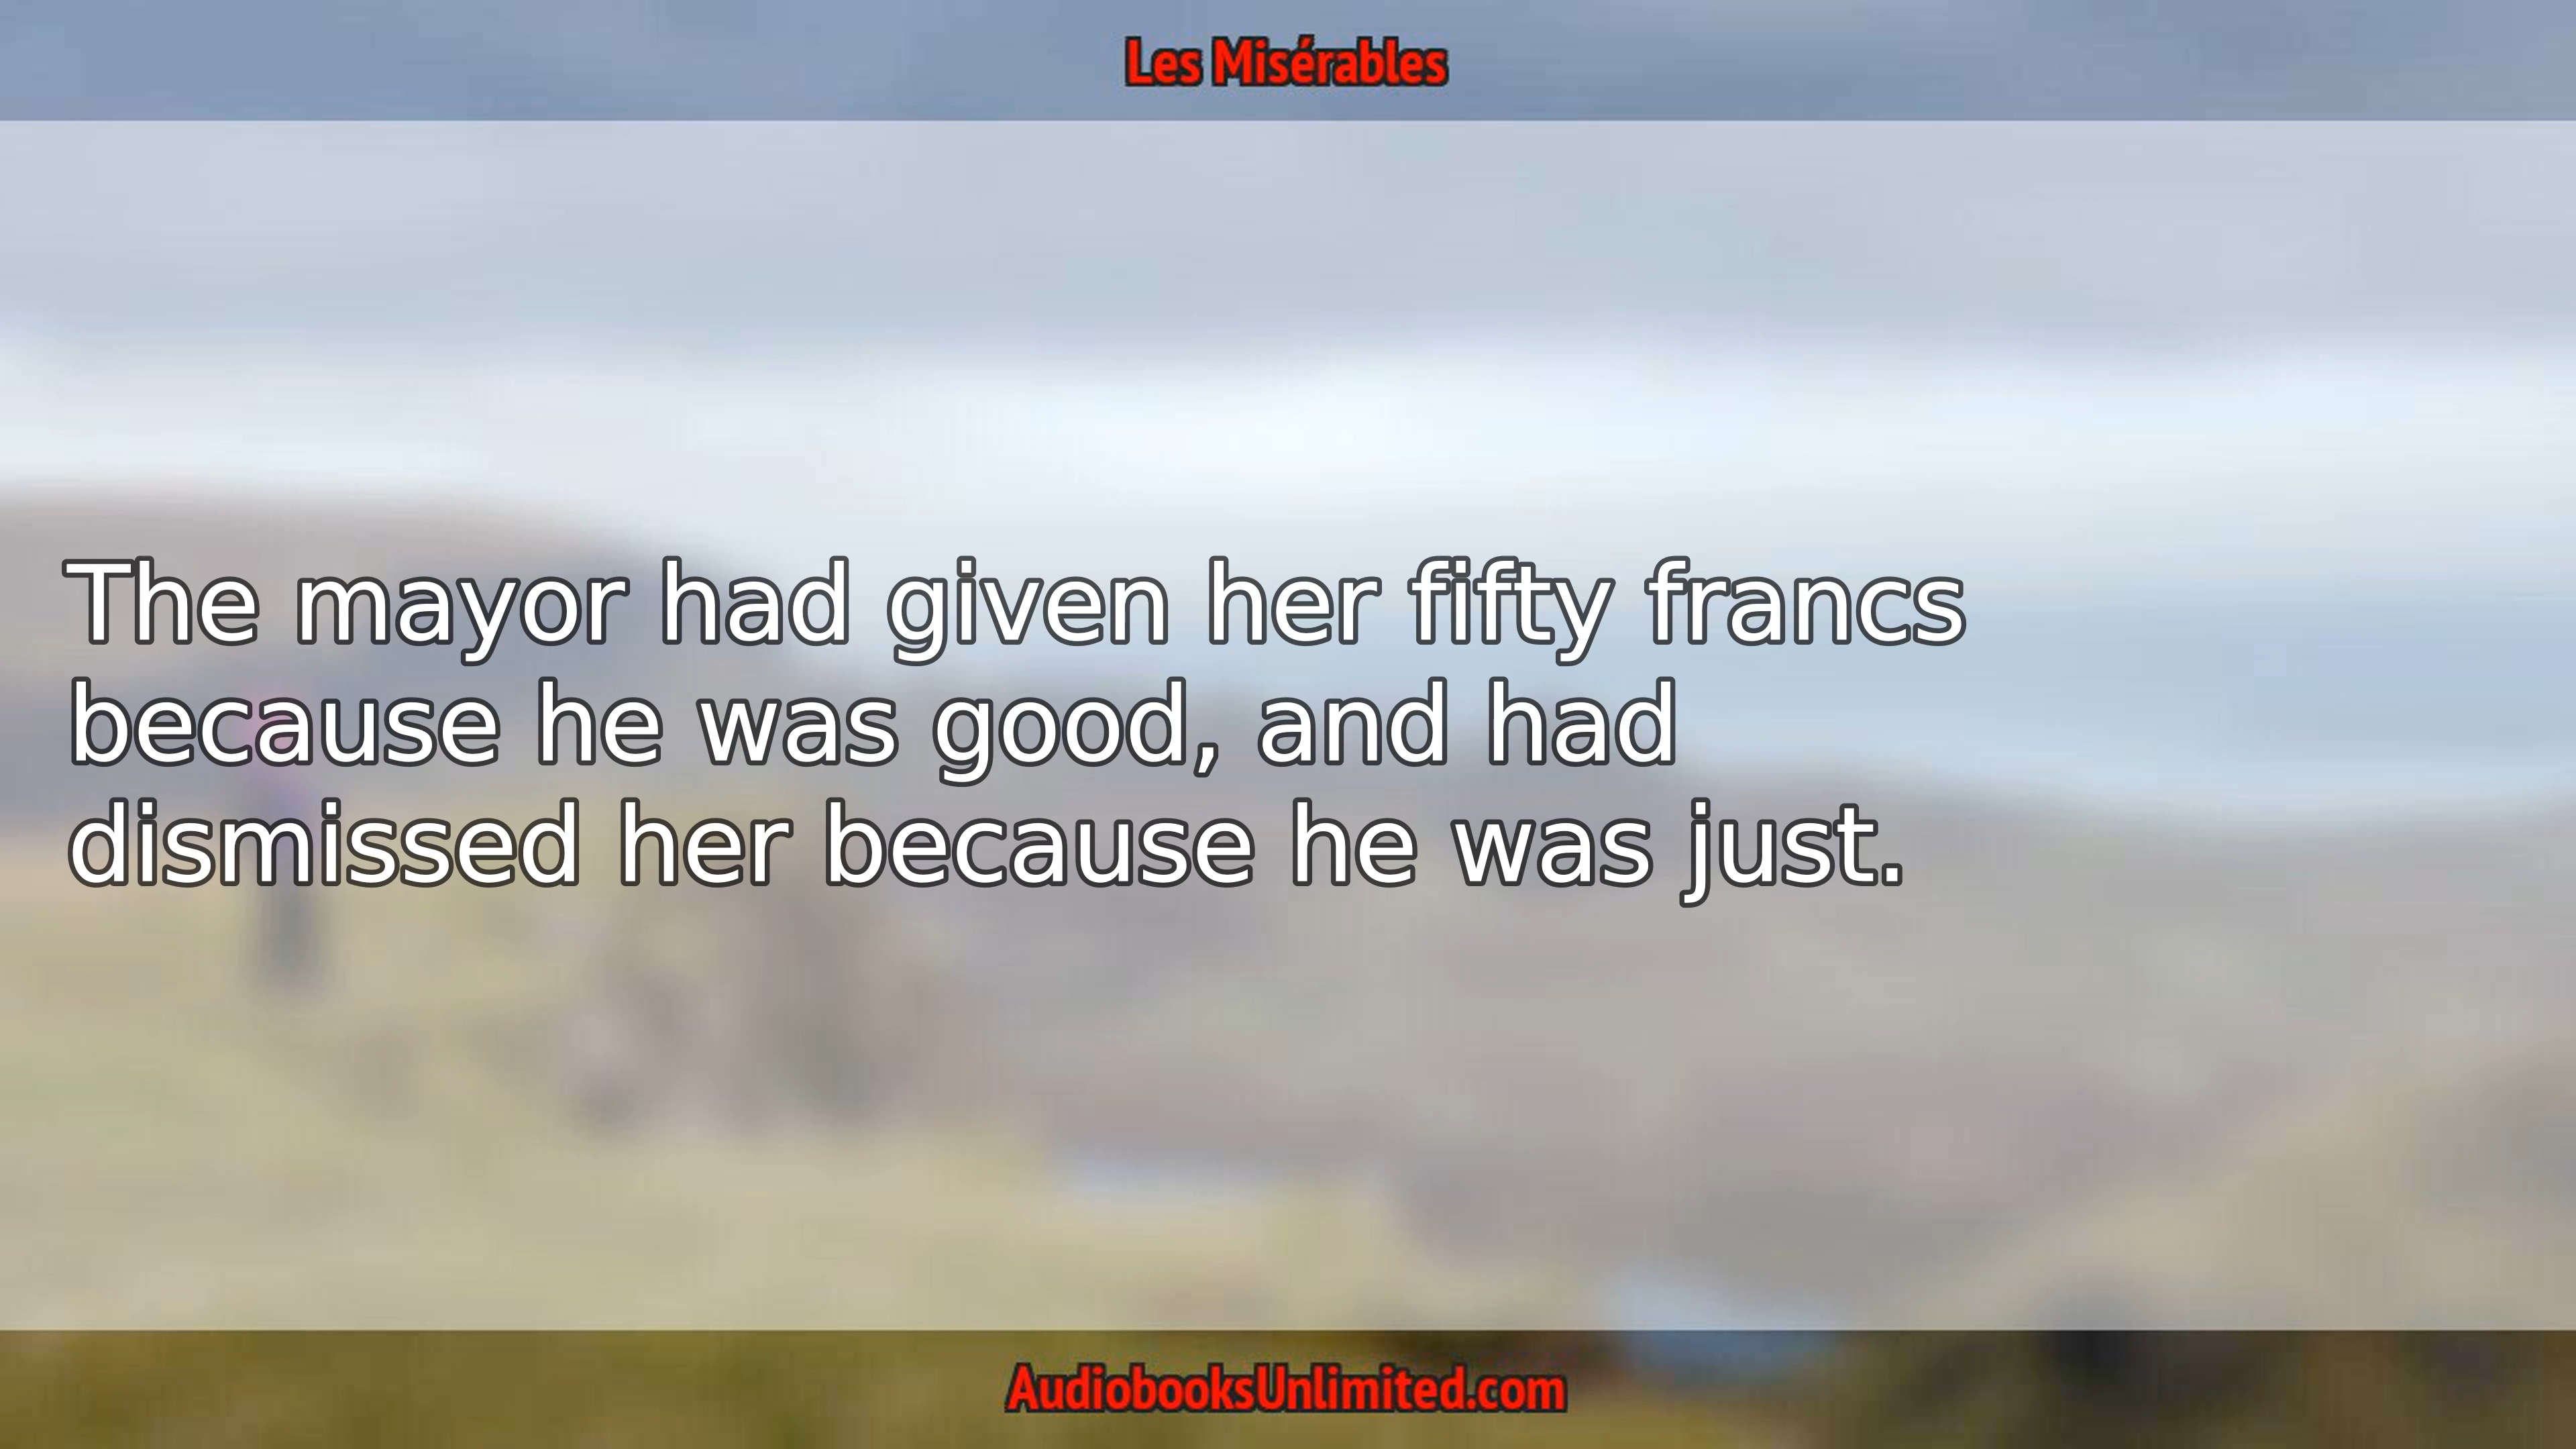 Les Misérables
The mayor had given her fifty francs
because he was good, and had
dismissed her because he was just.
AudiobooksUnlimited.com